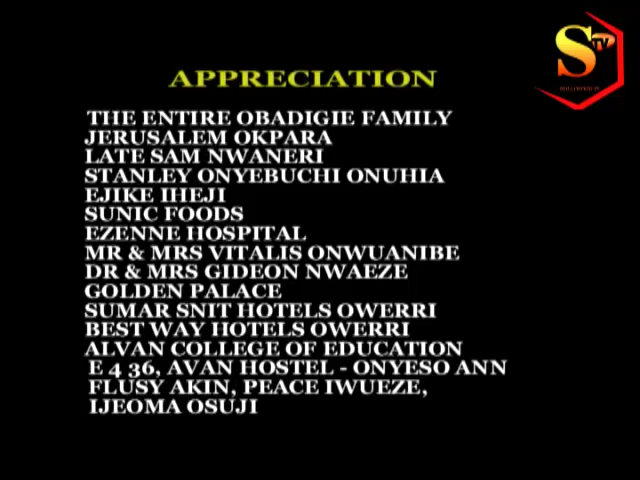 STV
APPRECIATION
THE ENTIRE OBADIGIE FAMILY
JERUSALEM OKPARA
LATE SAM NWANERI
STANLEY ONYEBUCHI ONUHIA
EJIKE IHEJI
SUNIC FOODS
EZENNE HOSPITAL
MR & MRS VITALIS ONWUANIBE
DR & MRS GIDEON NWAEZE
GOLDEN PALACE
SUMAR SNIT HOTELS OWERRI
BEST WAY HOTELS OWERRI
ALVAN COLLEGE OF EDUCATION
E 4 36, AVAN HOSTEL - ONYESO ANN
FLUSY AKIN, PEACE IWUEZE,
IJEOMA OSUJI